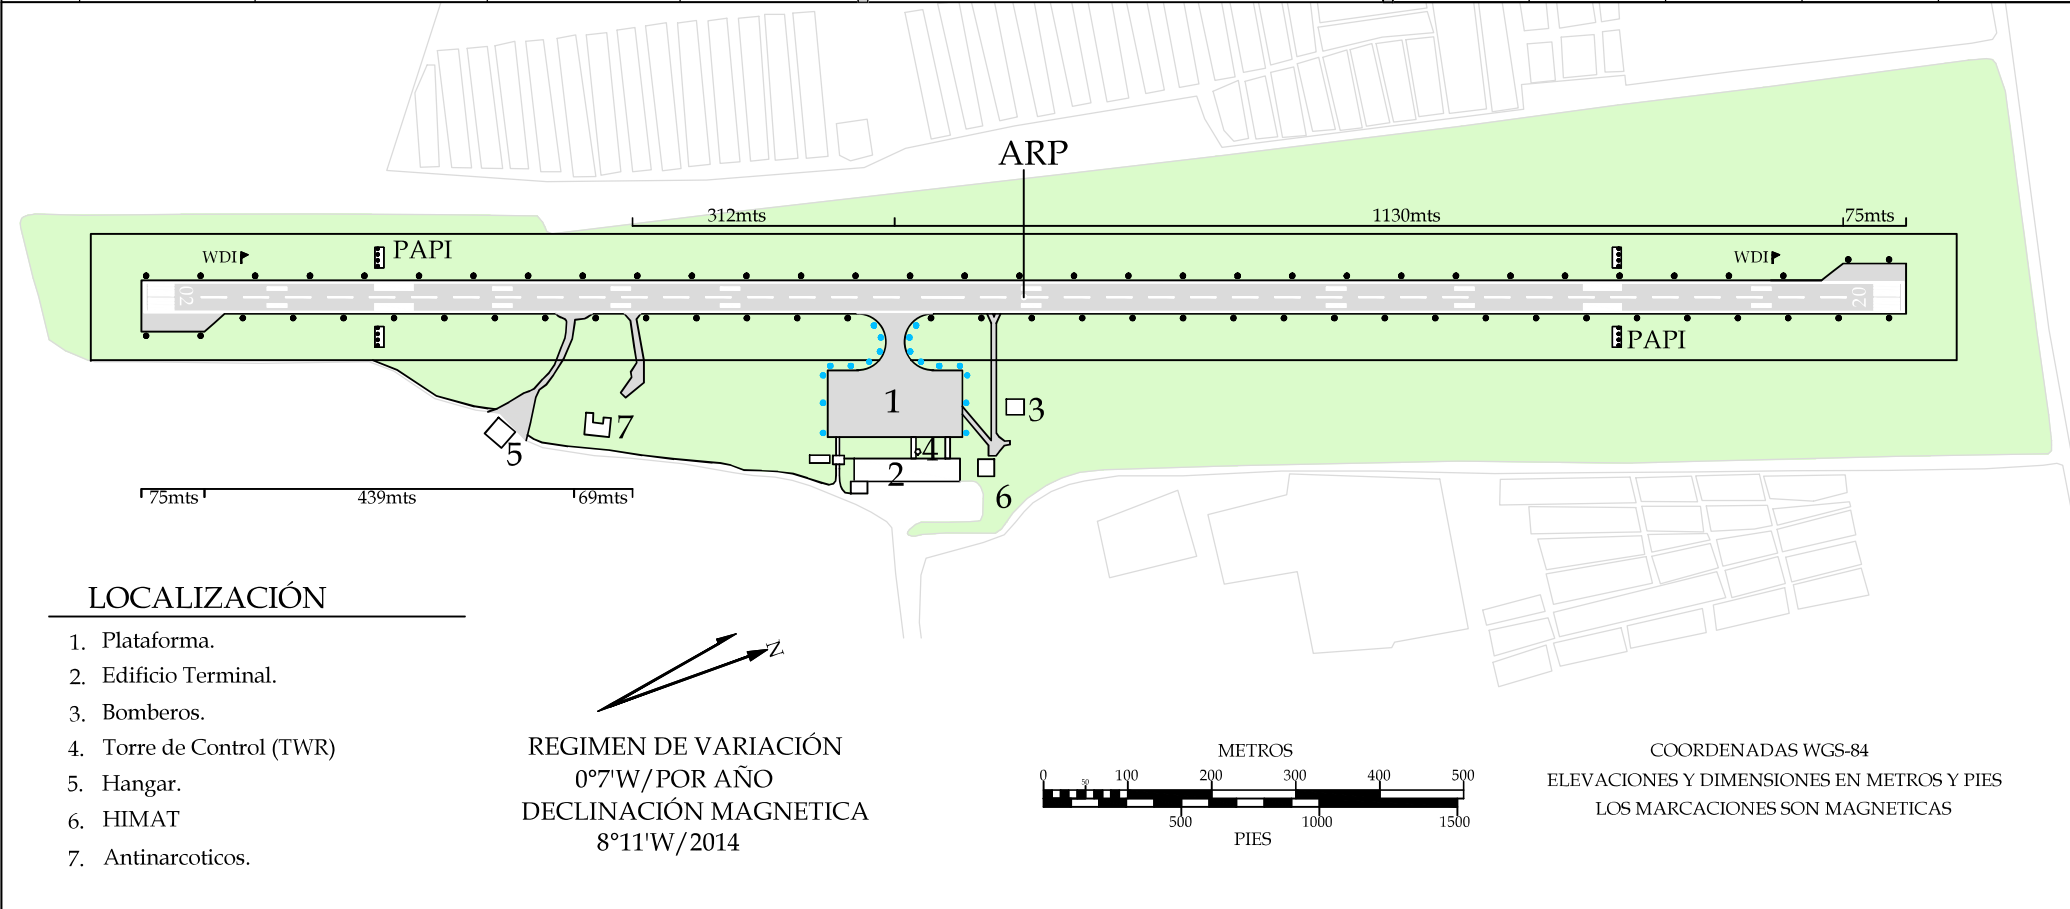 ARP
312mts
1130mts
75mts
WDI
PAPI
WDI
02
20
PAPI
1
3
7
5
4
2
6
75mts
439mts
69mts
LOCALIZACIÓN
1. Plataforma.
2. Edificio Terminal.
3. Bomberos.
4. Torre de Control (TWR)
5. Hangar.
6. HIMAT
7. Antinarcoticos.
N
REGIMEN DE VARIACIÓN
0°7'W/POR AÑO
DECLINACIÓN MAGNETICA
8°11'W/2014
METROS
0 50 100 200 300 400 500
500 1000 1500
PIES
COORDENADAS WGS-84
ELEVACIONES Y DIMENSIONES EN METROS Y PIES
LOS MARCACIONES SON MAGNETICAS